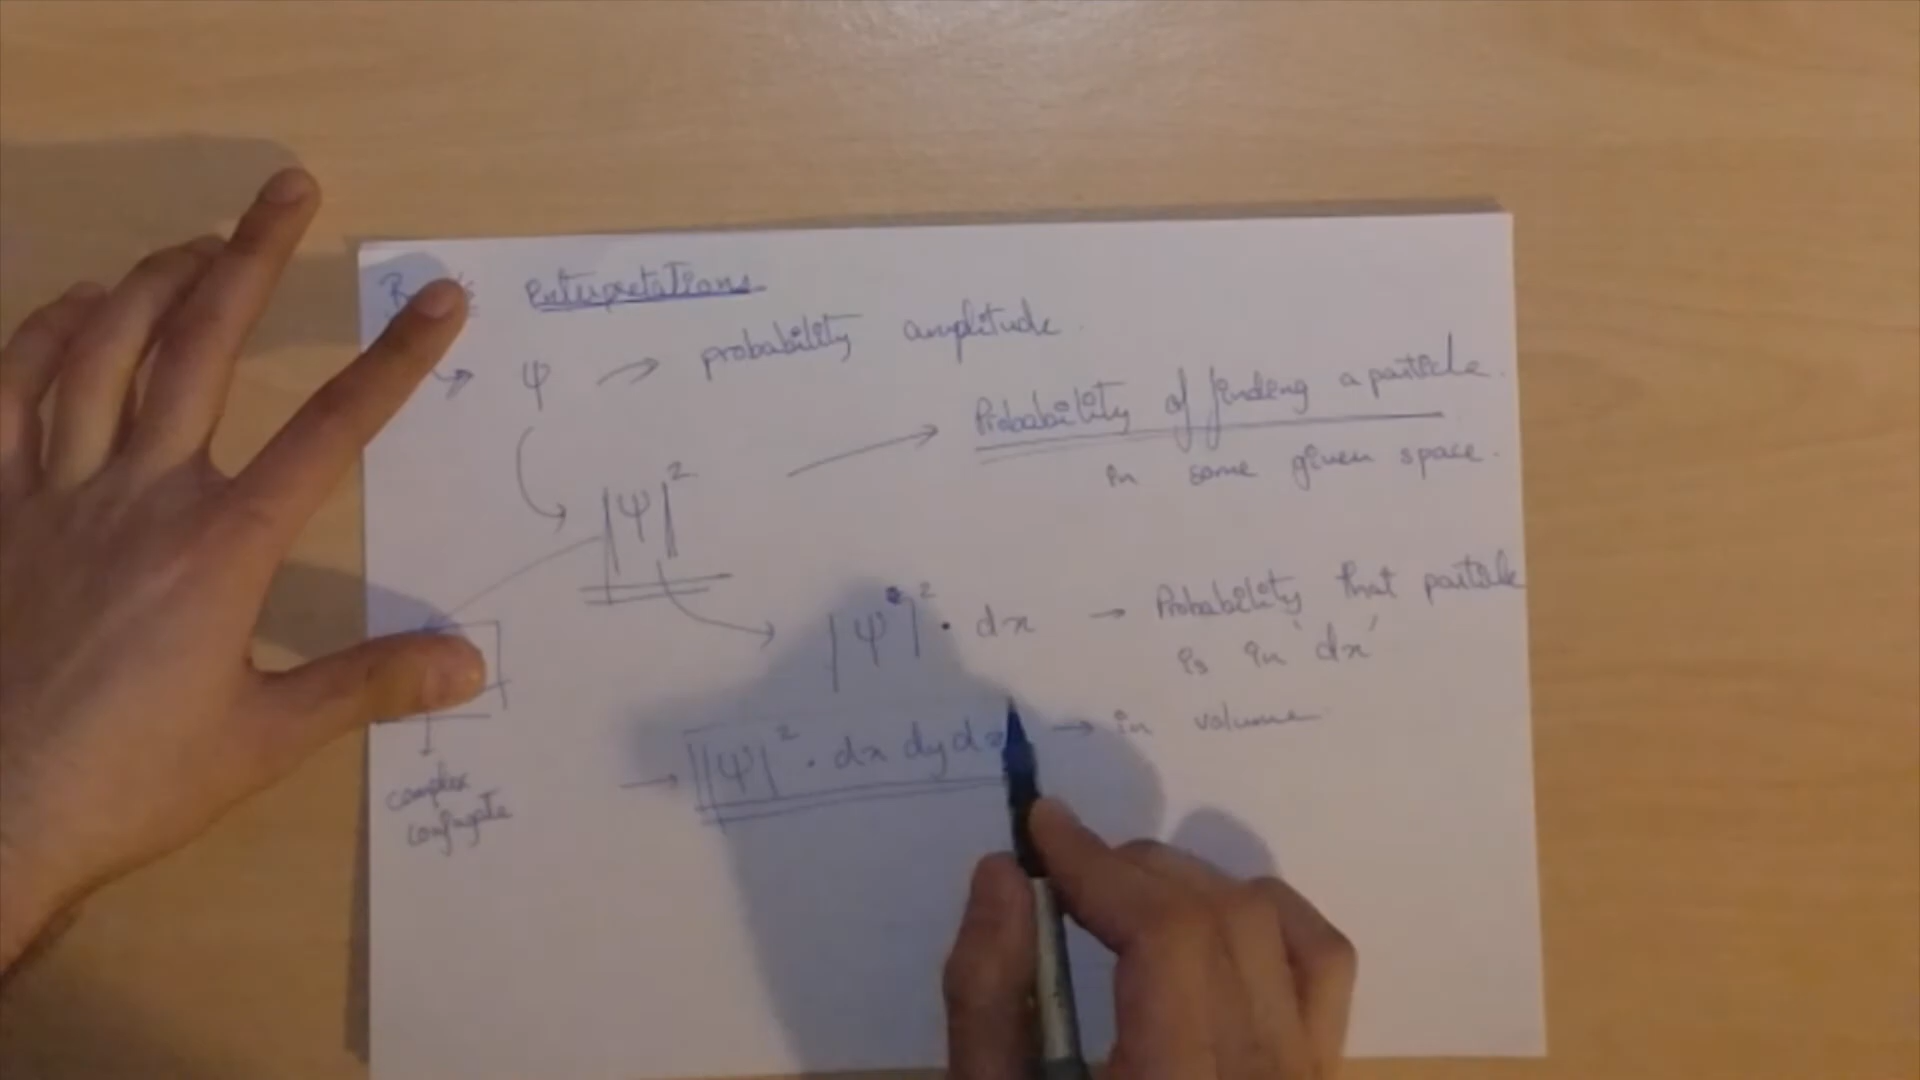 Interpretations
ψ → probability amplitude.
|ψ|² → Probability of finding a particle.
in some given space.
|ψ|² · dx → Probability that particle
is in 'dx'
→ |ψ|² · dx dy dz → in volume
complex
conjugate